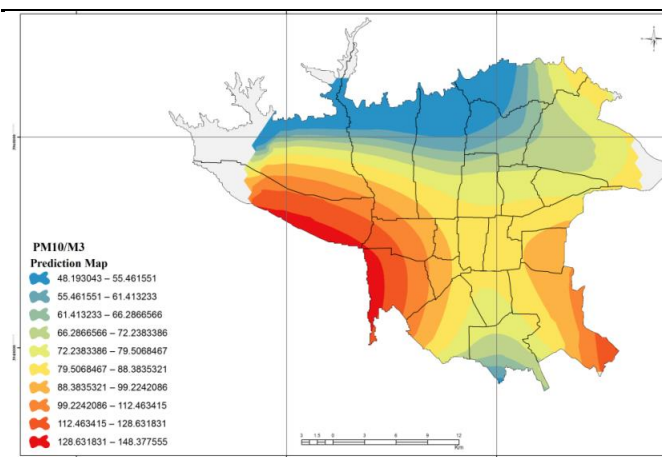 PM10/M3
Prediction Map
48.193043 – 55.461551
55.461551 – 61.413233
61.413233 – 66.2866566
66.2866566 – 72.2383386
72.2383386 – 79.5068467
79.5068467 – 88.3835321
88.3835321 – 99.2242086
99.2242086 – 112.463415
112.463415 – 128.631831
128.631831 – 148.377555
3 1.5 0 3 6 9 12
Km